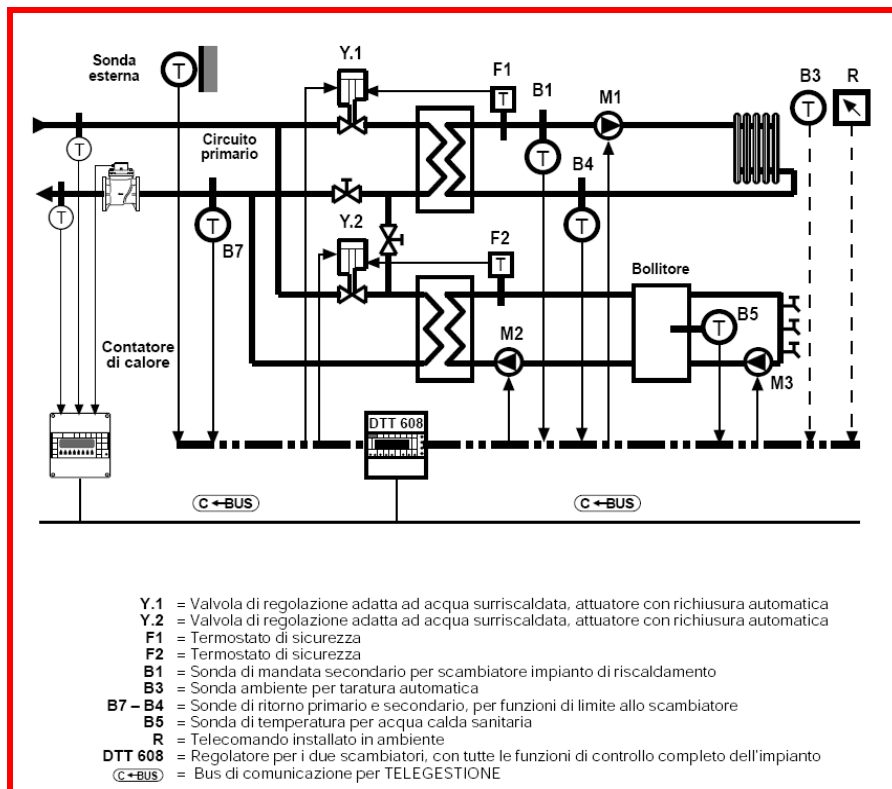 Sonda
esterna
T
Y.1
F1
T
B1
M1
B3
R
T
Circuito
primario
T
T
B4
T
T
T
B7
Y.2
F2
T
Bollitore
B5
T
M2
M3
Contatore
di calore
DTT 608
C BUS
C BUS
Y.1 = Valvola di regolazione adatta ad acqua surriscaldata, attuatore con richiusura automatica
Y.2 = Valvola di regolazione adatta ad acqua surriscaldata, attuatore con richiusura automatica
F1 = Termostato di sicurezza
F2 = Termostato di sicurezza
B1 = Sonda di mandata secondario per scambiatore impianto di riscaldamento
B3 = Sonda ambiente per taratura automatica
B7 – B4 = Sonde di ritorno primario e secondario, per funzioni di limite allo scambiatore
B5 = Sonda di temperatura per acqua calda sanitaria
R = Telecomando installato in ambiente
DTT 608 = Regolatore per i due scambiatori, con tutte le funzioni di controllo completo dell'impianto
C BUS = Bus di comunicazione per TELEGESTIONE